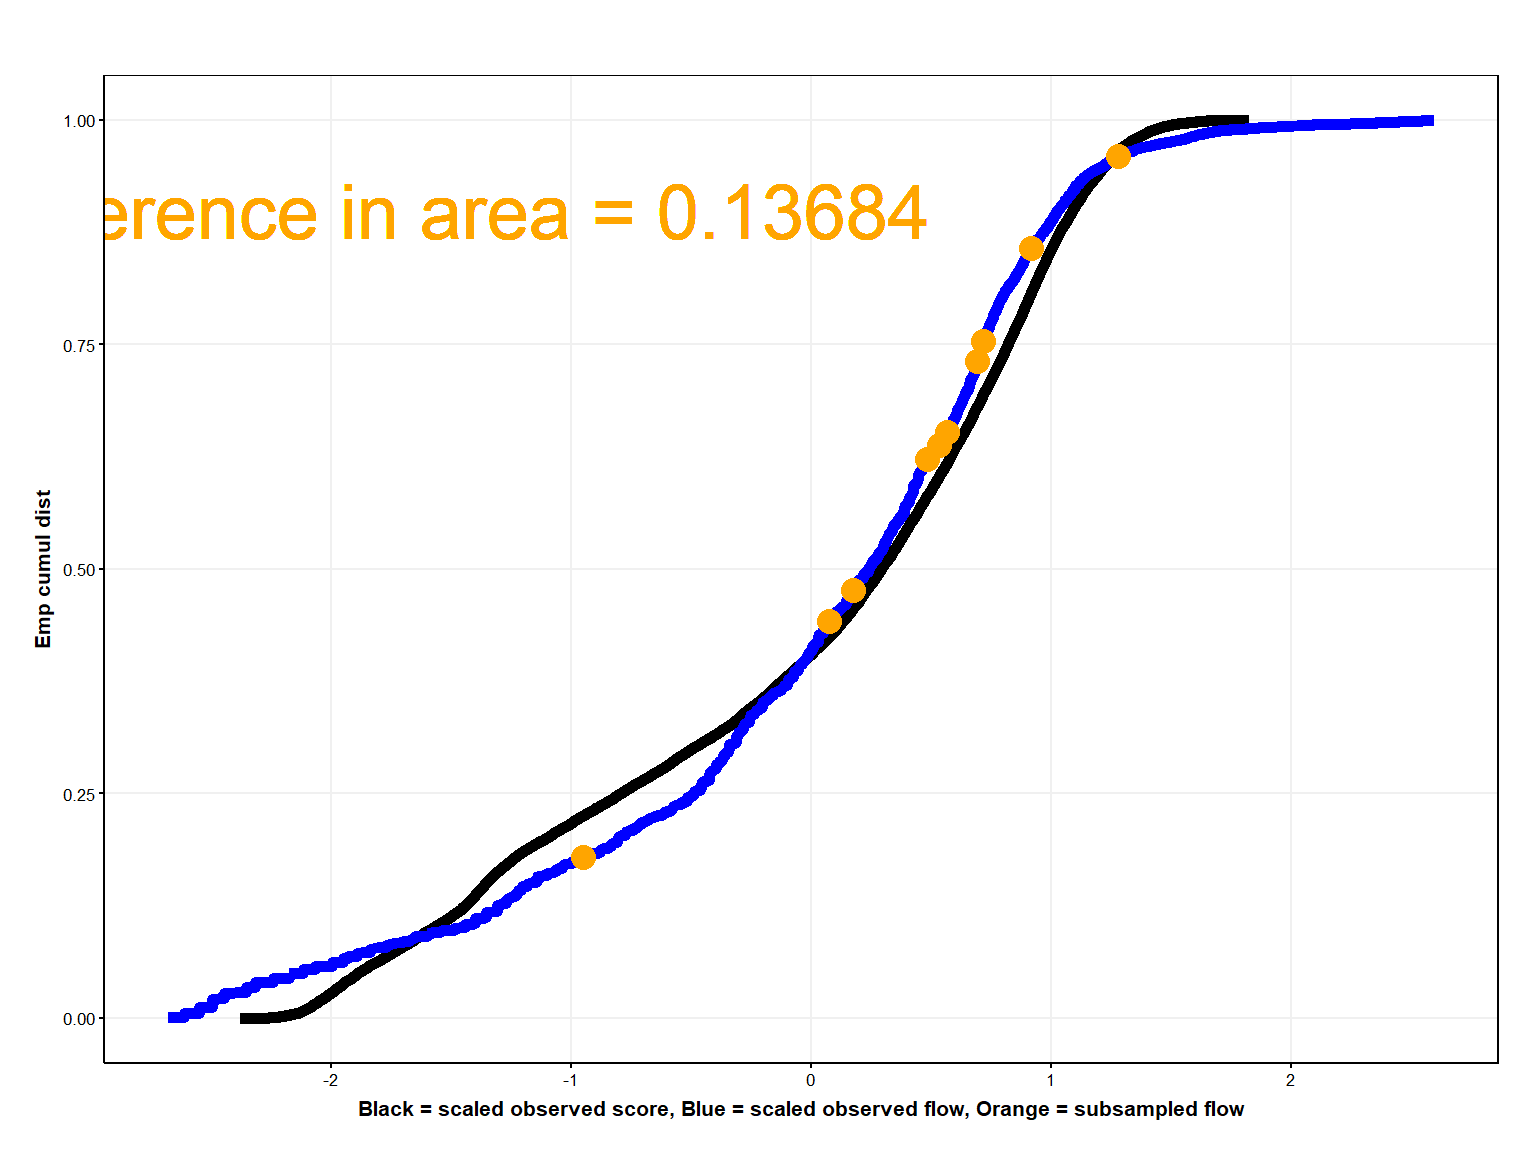 1.00
erence in area = 0.13684
0.75
0.50
0.25
0.00
Emp cumul dist
-2 -1 0 1 2
Black = scaled observed score, Blue = scaled observed flow, Orange = subsampled flow